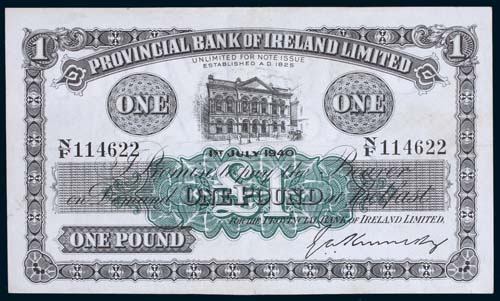 1 PROVINCIAL BANK OF IRELAND LIMITED 1
UNLIMITED FOR NOTE ISSUE
ESTABLISHED A.D. 1825
ONE ONE
N/F 114622 N/F 114622
1ST JULY 1940
I Promise to pay the Bearer
on Demand ONE POUND at Belfast
£1
FOR THE PROVINCIAL BANK OF IRELAND LIMITED.
ONE POUND